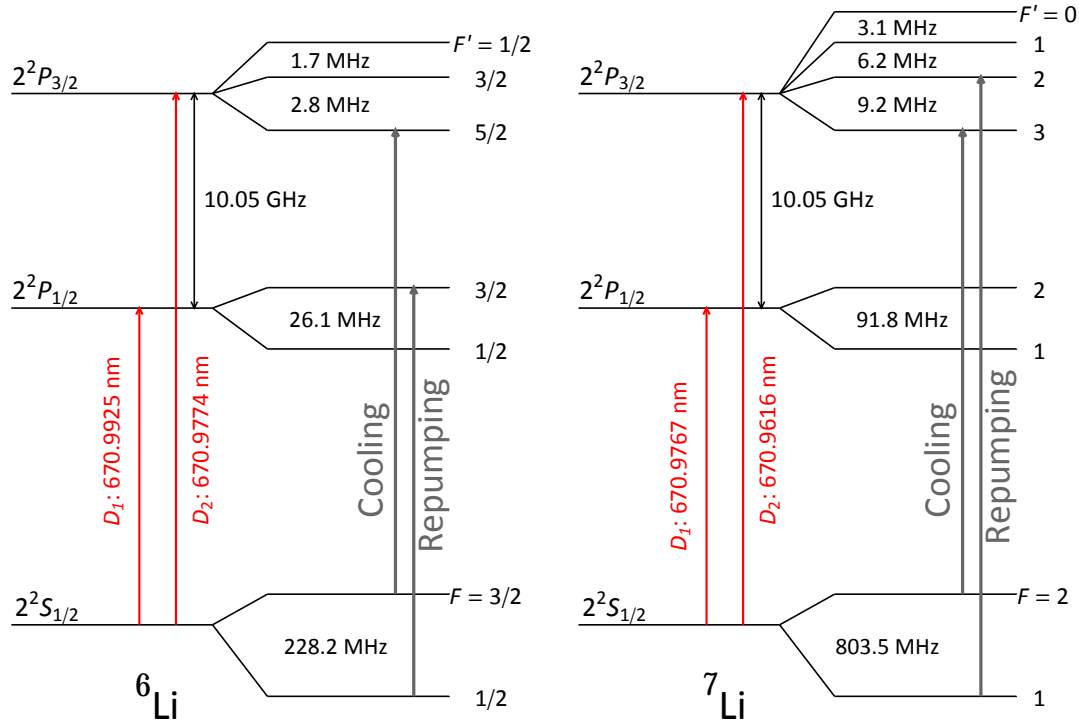 F' = 1/2
1.7 MHz
2²P₃/₂
3/2
2.8 MHz
5/2
10.05 GHz
2²P₁/₂
3/2
26.1 MHz
1/2
D₁: 670.9925 nm
D₂: 670.9774 nm
Cooling
Repumping
2²S₁/₂
F = 3/2
228.2 MHz
1/2
⁶Li
F' = 0
3.1 MHz
1
6.2 MHz
2²P₃/₂
2
9.2 MHz
3
10.05 GHz
2²P₁/₂
2
91.8 MHz
1
D₁: 670.9767 nm
D₂: 670.9616 nm
Cooling
Repumping
2²S₁/₂
F = 2
803.5 MHz
1
⁷Li